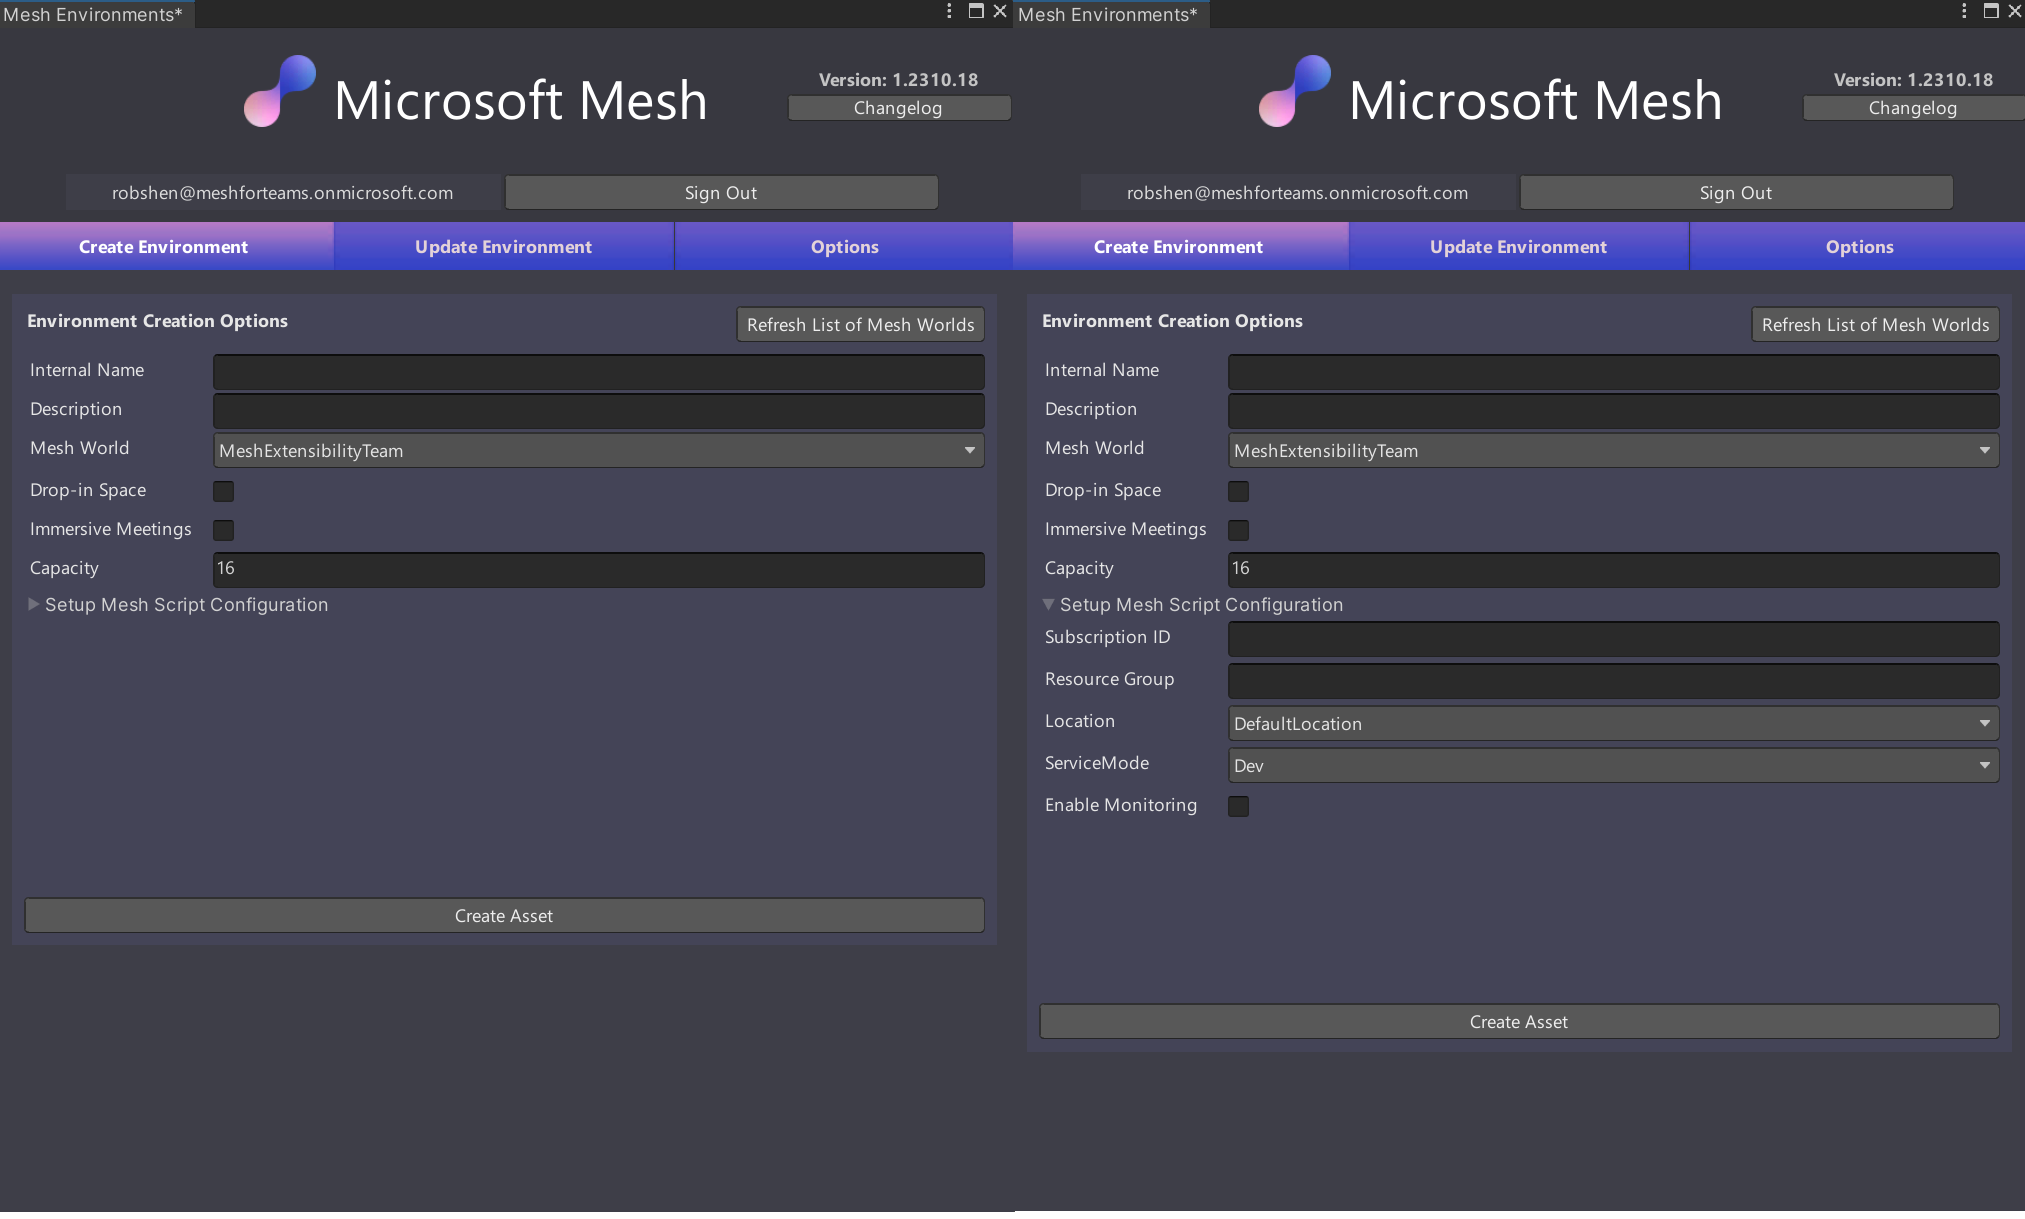 Mesh Environments*
Microsoft Mesh
Version: 1.2310.18
Changelog
robshen@meshforteams.onmicrosoft.com
Sign Out
Create Environment
Update Environment
Options
Environment Creation Options
Refresh List of Mesh Worlds
Internal Name
Description
Mesh World
MeshExtensibilityTeam
Drop-in Space
Immersive Meetings
Capacity
16
Setup Mesh Script Configuration
Create Asset
Mesh Environments*
Microsoft Mesh
Version: 1.2310.18
Changelog
robshen@meshforteams.onmicrosoft.com
Sign Out
Create Environment
Update Environment
Options
Environment Creation Options
Refresh List of Mesh Worlds
Internal Name
Description
Mesh World
MeshExtensibilityTeam
Drop-in Space
Immersive Meetings
Capacity
16
Setup Mesh Script Configuration
Subscription ID
Resource Group
Location
DefaultLocation
ServiceMode
Dev
Enable Monitoring
Create Asset